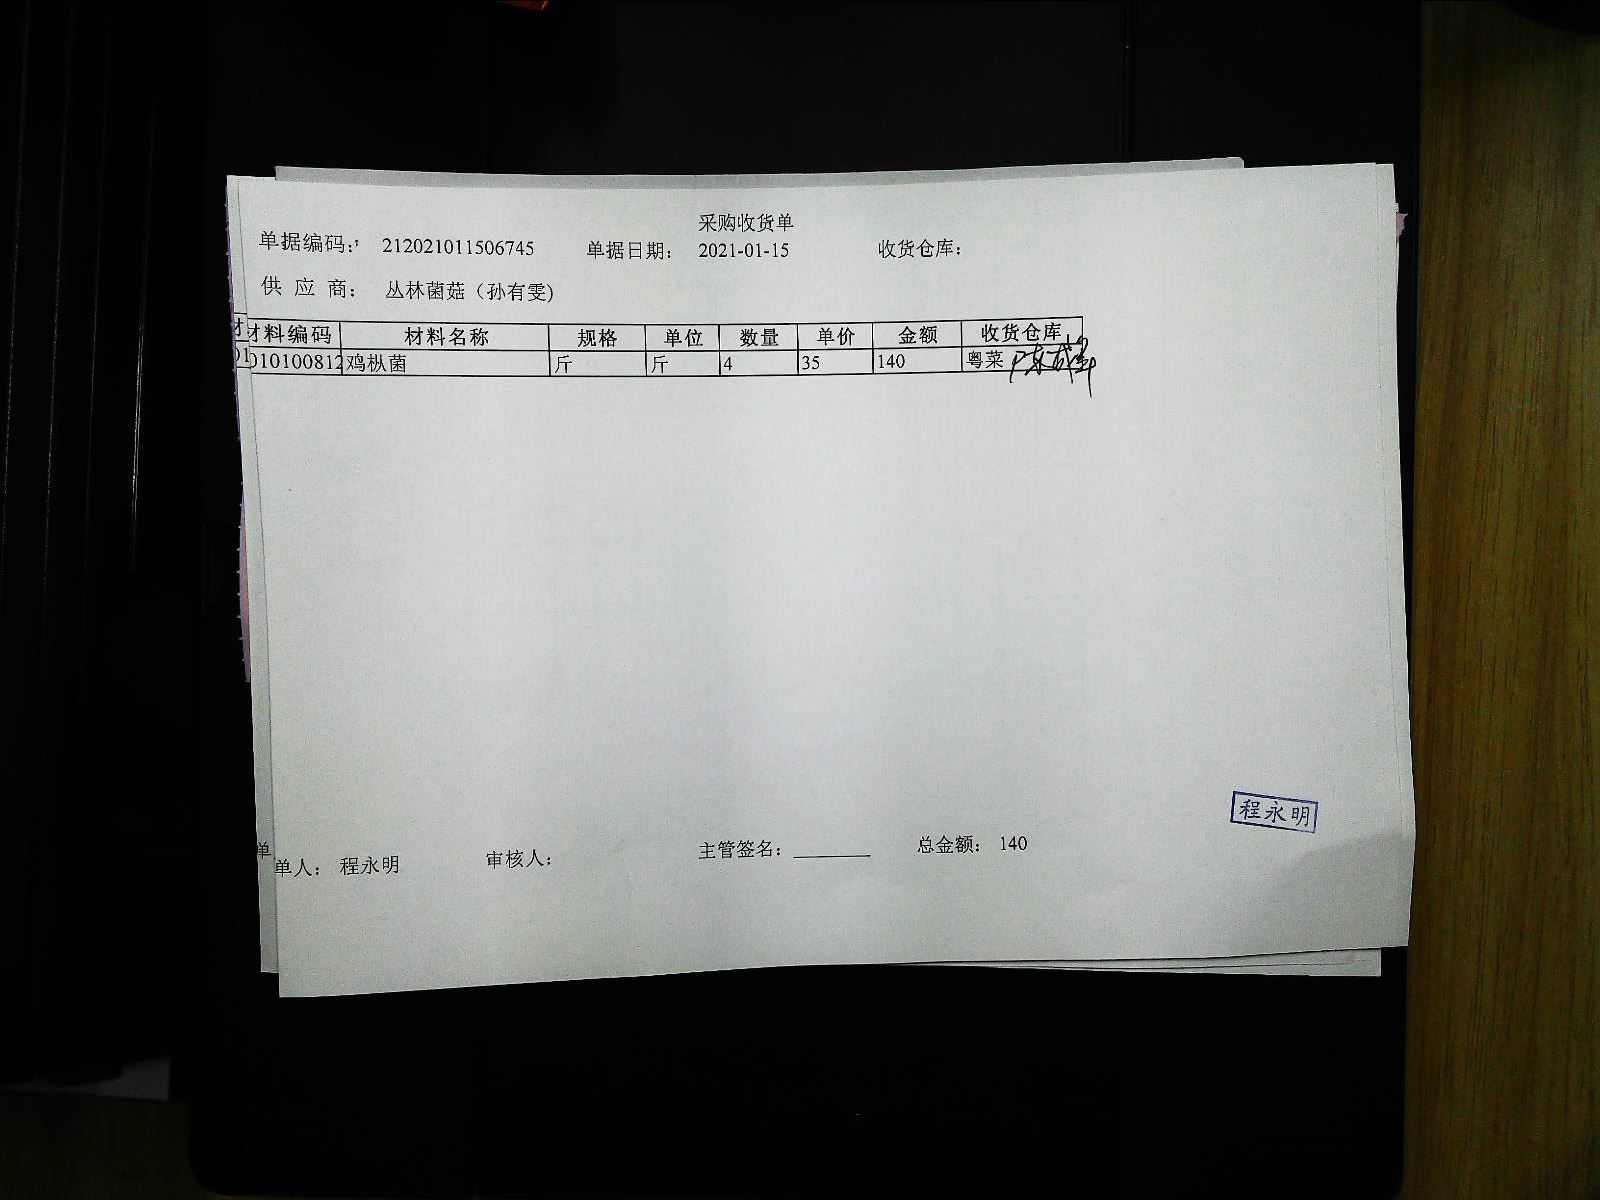 采购收货单
单据编码: 212021011506745 单据日期: 2021-01-15 收货仓库:
供 应 商: 丛林菌菇（孙有雯)
材料编码 材料名称 规格 单位 数量 单价 金额 收货仓库
010100812 鸡枞菌 斤 斤 4 35 140 粤菜
程永明
单人: 程永明 审核人: 主管签名: ________ 总金额: 140